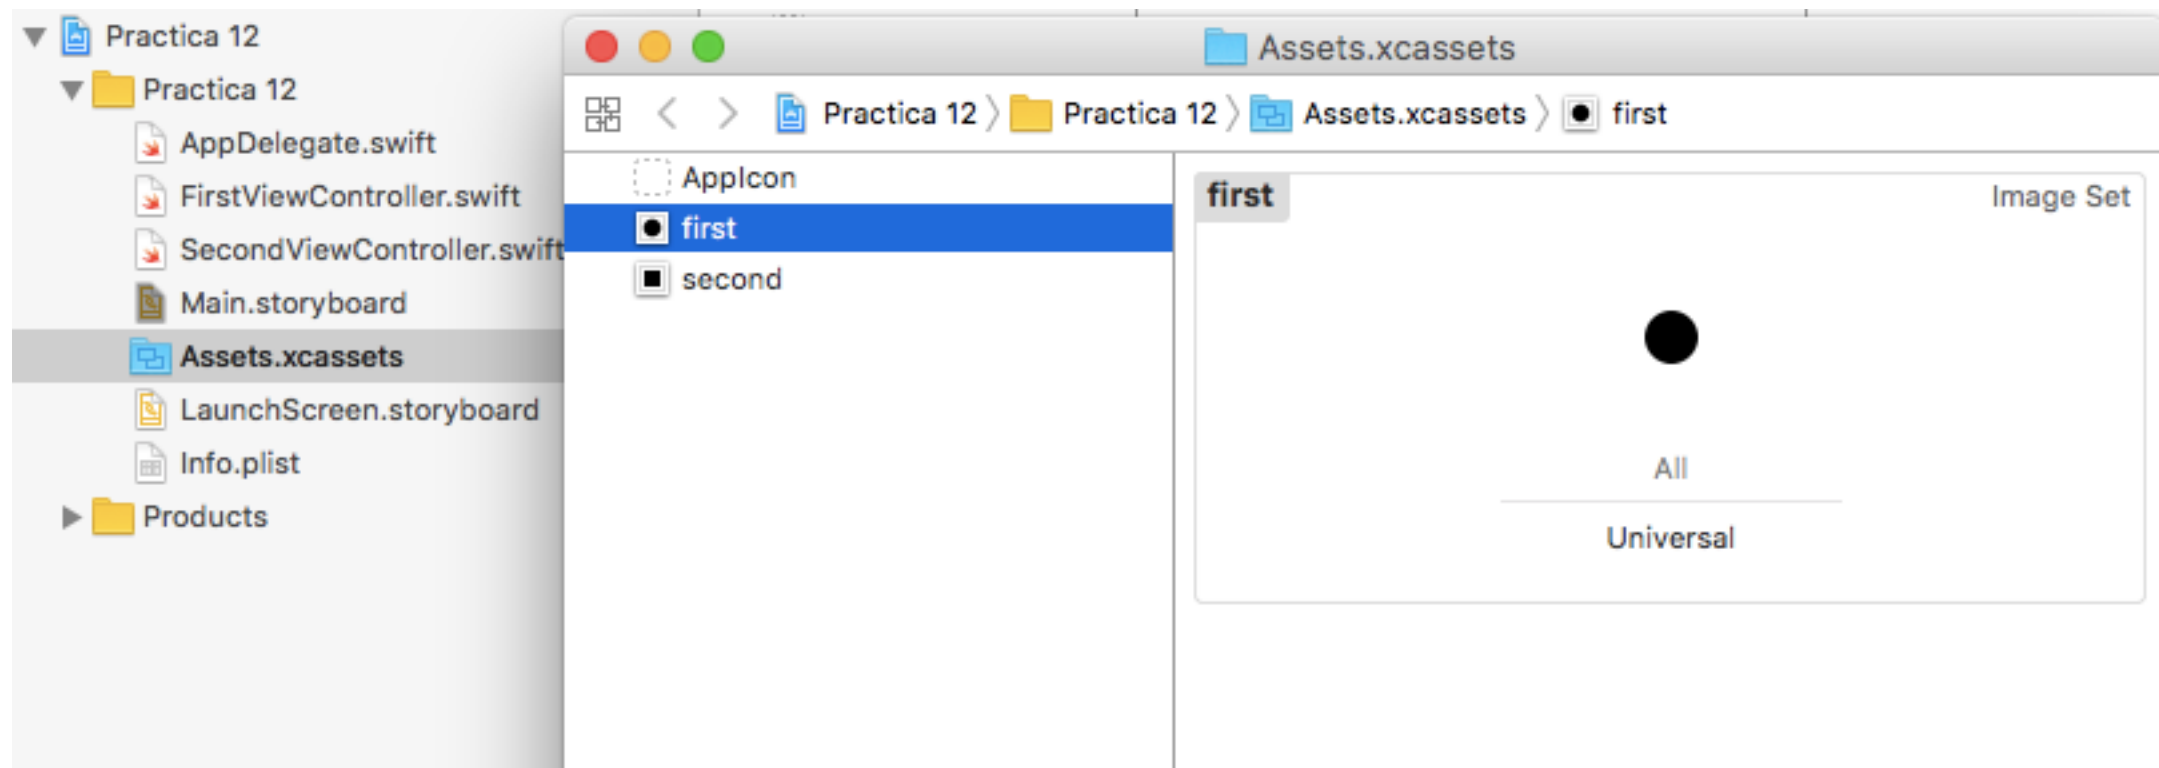 Practica 12
Practica 12
AppDelegate.swift
FirstViewController.swift
SecondViewController.swift
Main.storyboard
Assets.xcassets
LaunchScreen.storyboard
Info.plist
Products
Assets.xcassets
Practica 12 〉 Practica 12 〉 Assets.xcassets 〉 first
AppIcon
first
second
first
Image Set
All
Universal